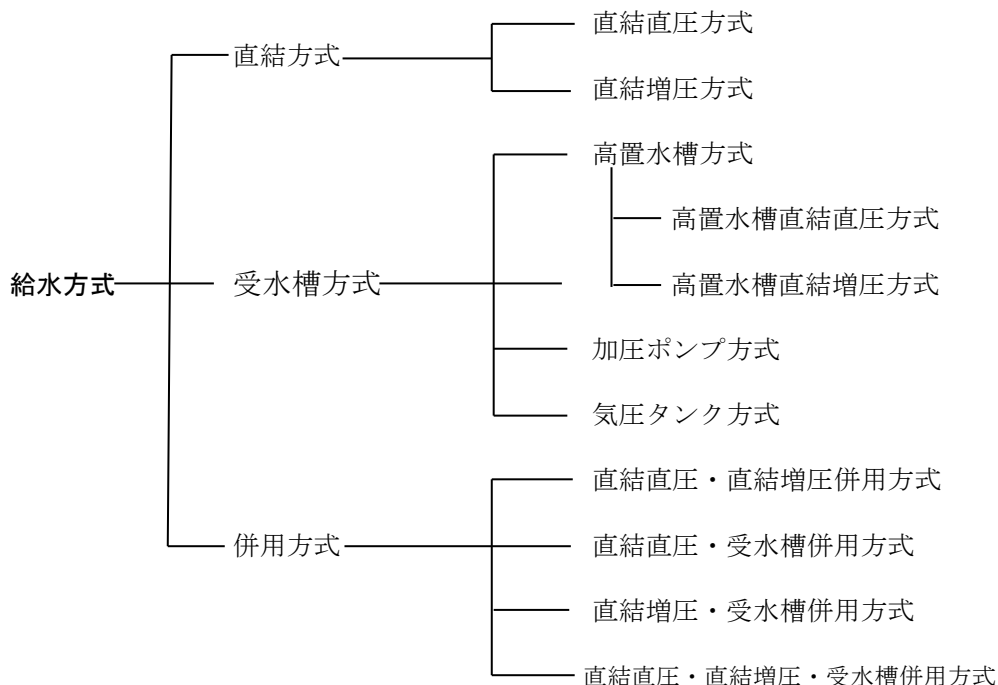 直結直圧方式
直結方式
直結増圧方式
高置水槽方式
高置水槽直結直圧方式
給水方式
受水槽方式
高置水槽直結増圧方式
加圧ポンプ方式
気圧タンク方式
直結直圧・直結増圧併用方式
併用方式
直結直圧・受水槽併用方式
直結増圧・受水槽併用方式
直結直圧・直結増圧・受水槽併用方式